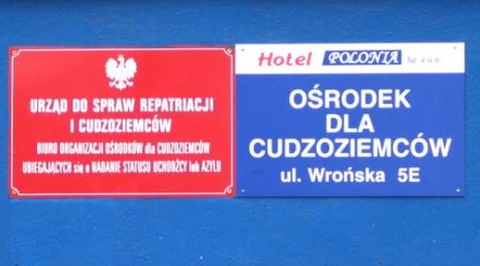 URZĄD DO SPRAW REPATRIACJI
I CUDZOZIEMCÓW
BIURO ORGANIZACJI OŚRODKÓW dla CUDZOZIEMCÓW
UBIEGAJĄCYCH się o NADANIE STATUSU UCHODŹCY lub AZYLU
Hotel POLONIA Sp. z o.o.
OŚRODEK
DLA
CUDZOZIEMCÓW
ul. Wrońska 5E